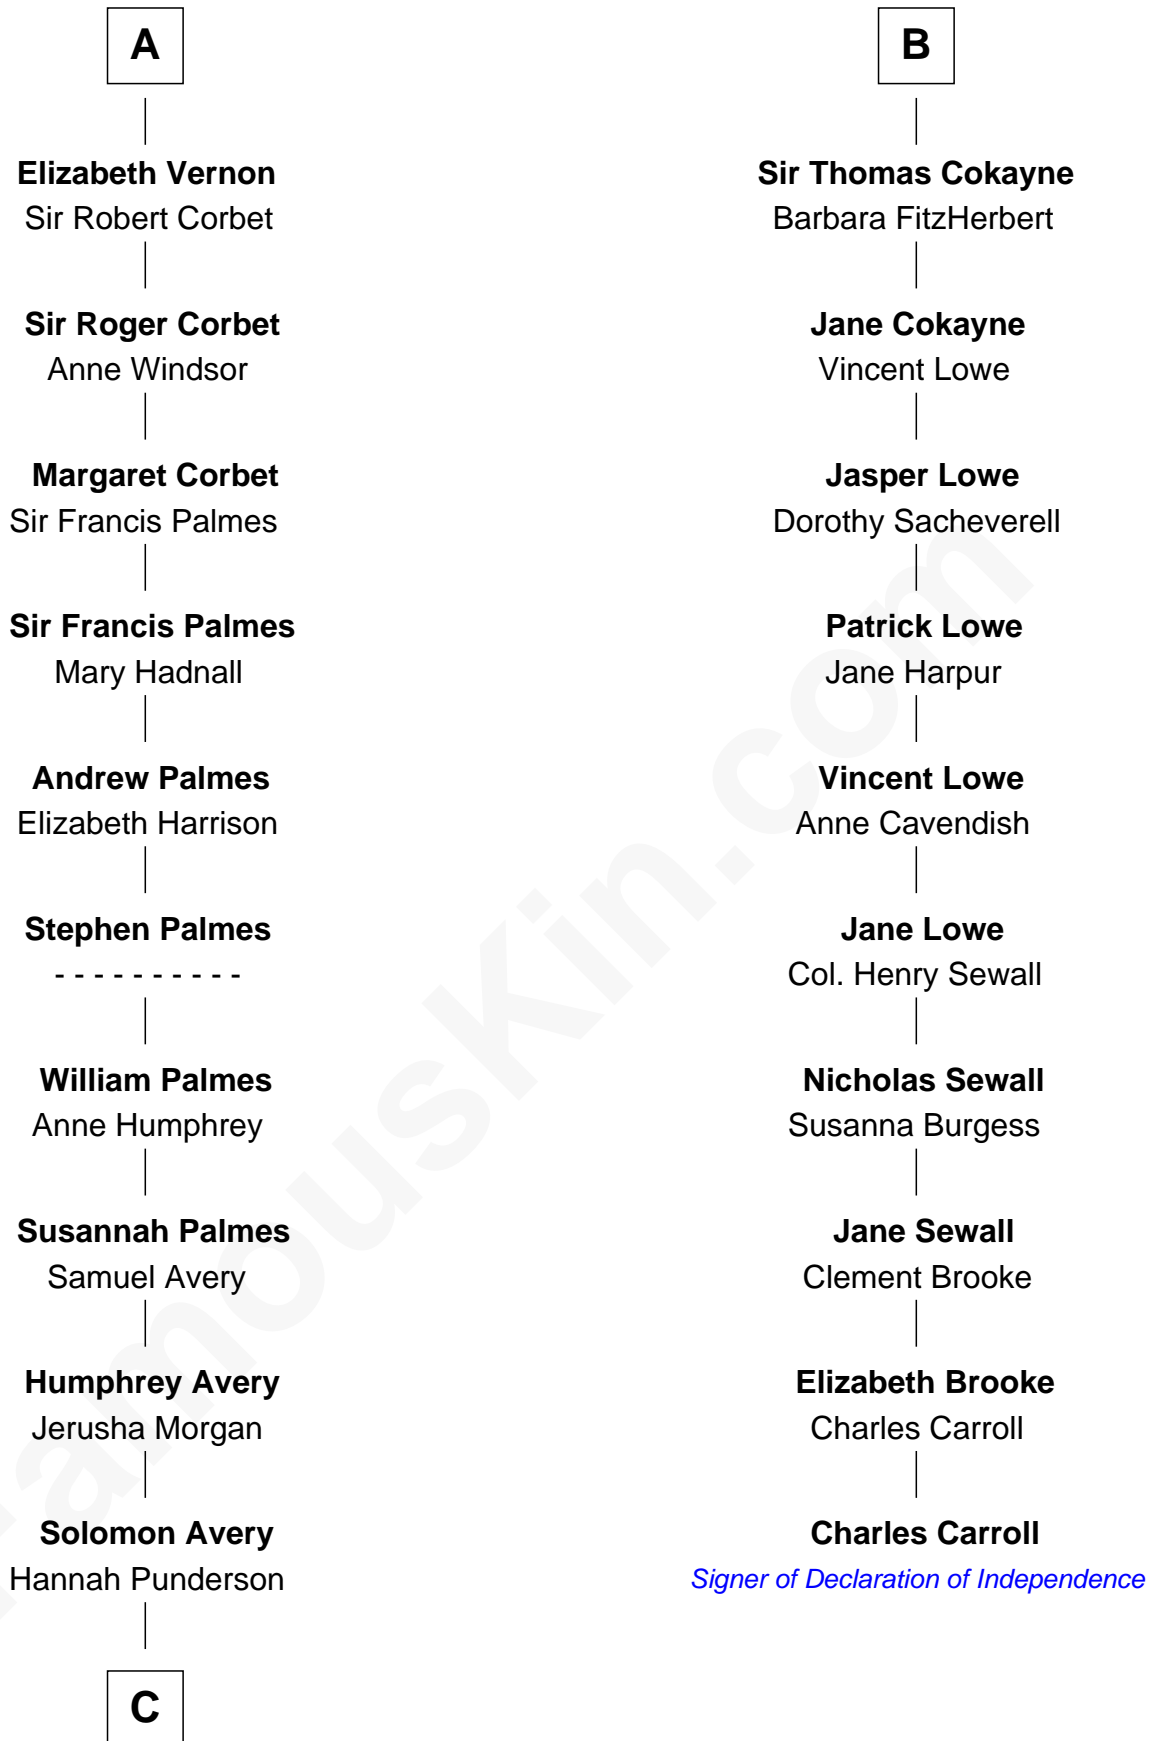 A
Elizabeth Vernon
Sir Robert Corbet
Sir Roger Corbet
Anne Windsor
Margaret Corbet
Sir Francis Palmes
Sir Francis Palmes
Mary Hadnall
Andrew Palmes
Elizabeth Harrison
Stephen Palmes
- - - - - - - - - -
William Palmes
Anne Humphrey
Susannah Palmes
Samuel Avery
Humphrey Avery
Jerusha Morgan
Solomon Avery
Hannah Punderson
C
B
Sir Thomas Cokayne
Barbara FitzHerbert
Jane Cokayne
Vincent Lowe
Jasper Lowe
Dorothy Sacheverell
Patrick Lowe
Jane Harpur
Vincent Lowe
Anne Cavendish
Jane Lowe
Col. Henry Sewall
Nicholas Sewall
Susanna Burgess
Jane Sewall
Clement Brooke
Elizabeth Brooke
Charles Carroll
Charles Carroll
Signer of Declaration of Independence
FamousKin.com